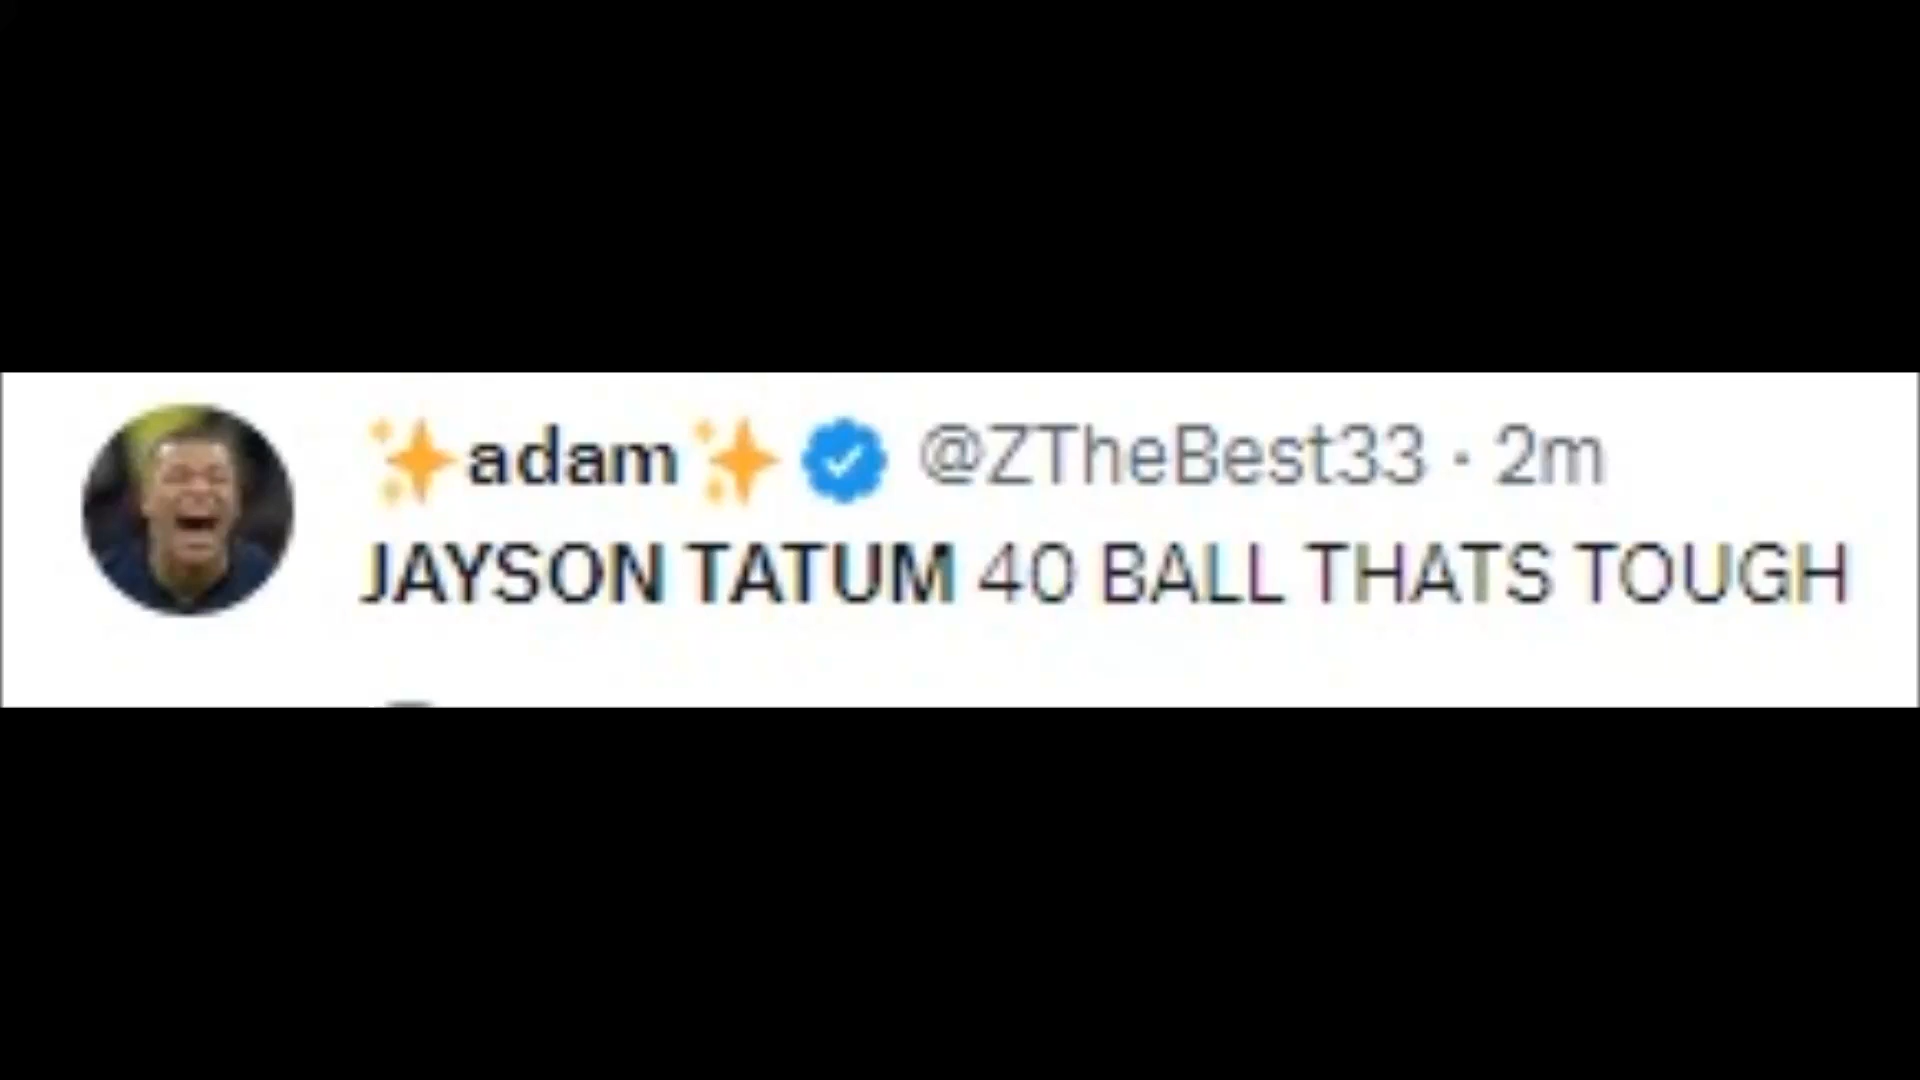 ✨adam✨ @ZTheBest33 · 2m
JAYSON TATUM 40 BALL THATS TOUGH